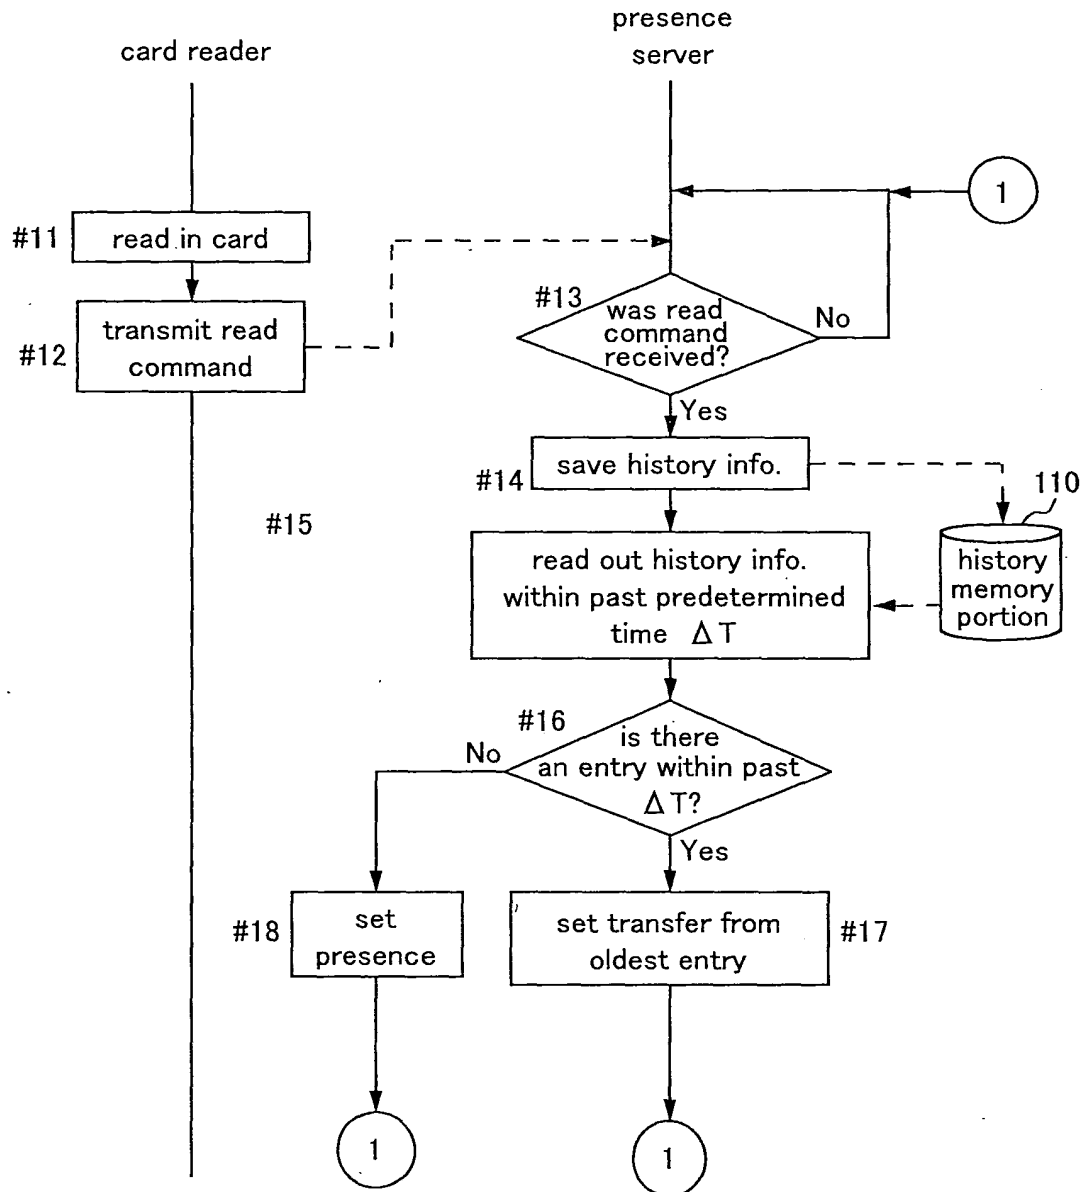 card reader
presence
server
1
#11
read in card
#12
transmit read
command
#13
was read
command
received?
No
Yes
#14
save history info.
110
history
memory
portion
#15
read out history info.
within past predetermined
time ΔT
#16
is there
an entry within past
ΔT?
No
Yes
#18
set
presence
set transfer from
oldest entry
#17
1
1